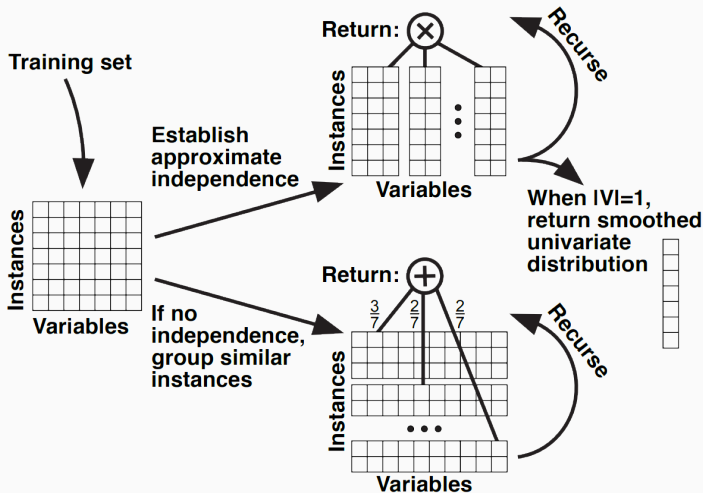 Training set
Instances
Variables
Establish
approximate
independence
Return: ×
Instances
Variables
Recurse
When |V|=1,
return smoothed
univariate
distribution
If no
independence,
group similar
instances
Return: +
3/7 2/7 2/7
Instances
Variables
Recurse